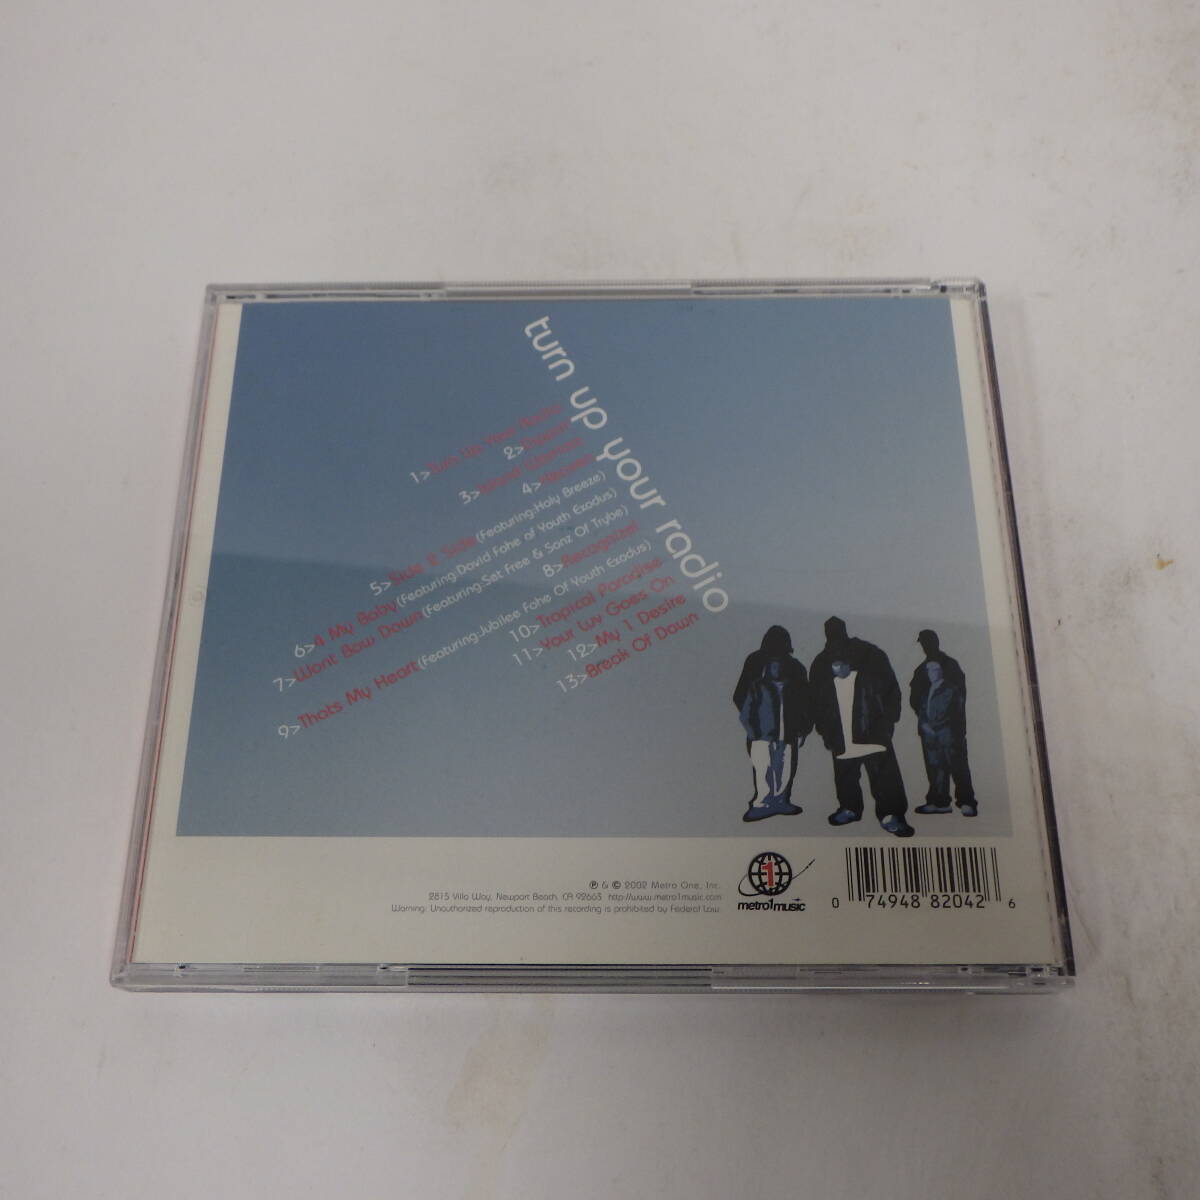 turn up your radio
1>Turn Up Your Radio
2>
3>
4>
5>Side 2 Side(Featuring:Holy Breeze)
6>4 My Baby(Featuring:David Fohe of Youth Exodus)
7>Wont Bow Down(Featuring:Set Free & Sonz Of Trybe)
8>Recognize!
9>Thats My Heart(Featuring:Jubilee Fohe Of Youth Exodus)
10>Tropical Paradise
11>Your Luv Goes On
12>My 1 Desire
13>Break Of Dawn
℗ & © 2002 Metro One, Inc.
2815 Villa Way, Newport Beach, CA 92663 http://www.metro1music.com
Warning: Unauthorized reproduction of this recording is prohibited by Federal Law.
1
metro1music
0 74948 82042 6